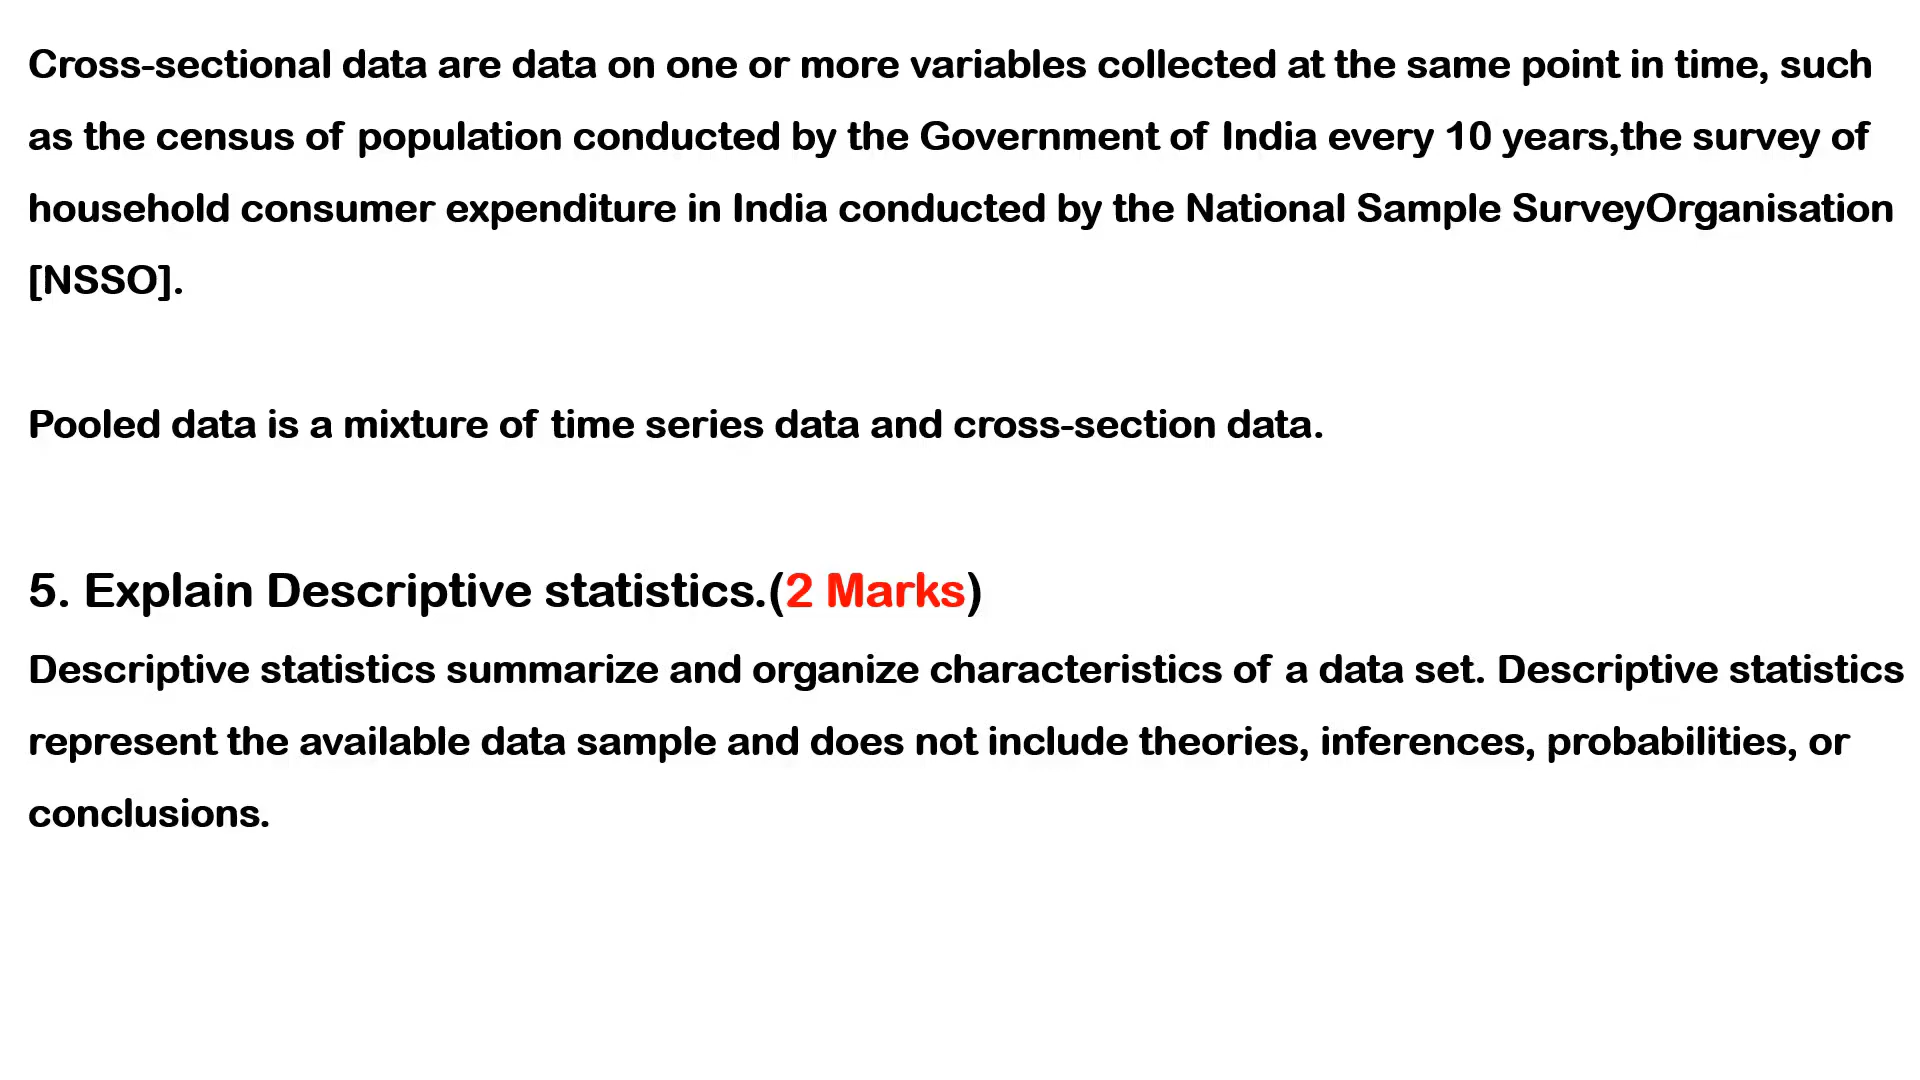 Cross-sectional data are data on one or more variables collected at the same point in time, such
as the census of population conducted by the Government of India every 10 years,the survey of
household consumer expenditure in India conducted by the National Sample SurveyOrganisation
[NSSO].
Pooled data is a mixture of time series data and cross-section data.
5. Explain Descriptive statistics.(2 Marks)
Descriptive statistics summarize and organize characteristics of a data set. Descriptive statistics
represent the available data sample and does not include theories, inferences, probabilities, or
conclusions.